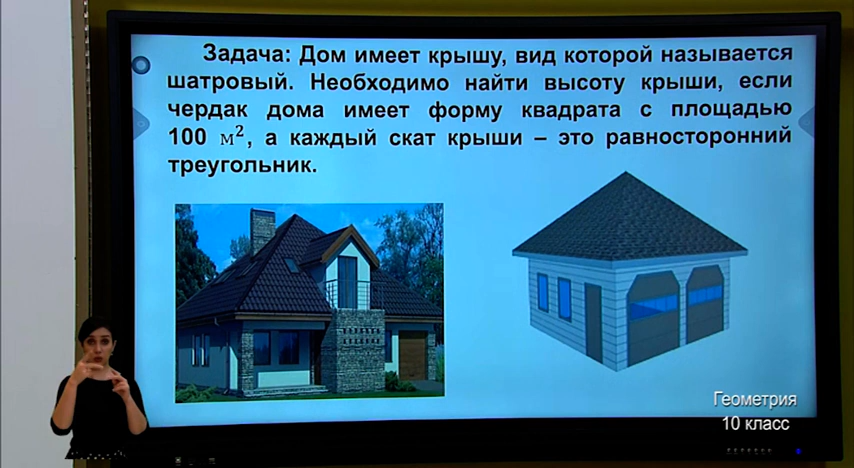 Задача: Дом имеет крышу, вид которой называется
шатровый. Необходимо найти высоту крыши, если
чердак дома имеет форму квадрата с площадью
100 м², а каждый скат крыши – это равносторонний
треугольник.
Геометрия
10 класс